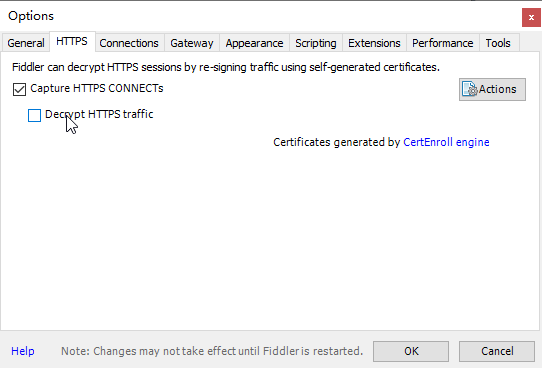 Options
x
General HTTPS Connections Gateway Appearance Scripting Extensions Performance Tools
Fiddler can decrypt HTTPS sessions by re-signing traffic using self-generated certificates.
Capture HTTPS CONNECTs Actions
Decrypt HTTPS traffic
Certificates generated by CertEnroll engine
Help Note: Changes may not take effect until Fiddler is restarted. OK Cancel